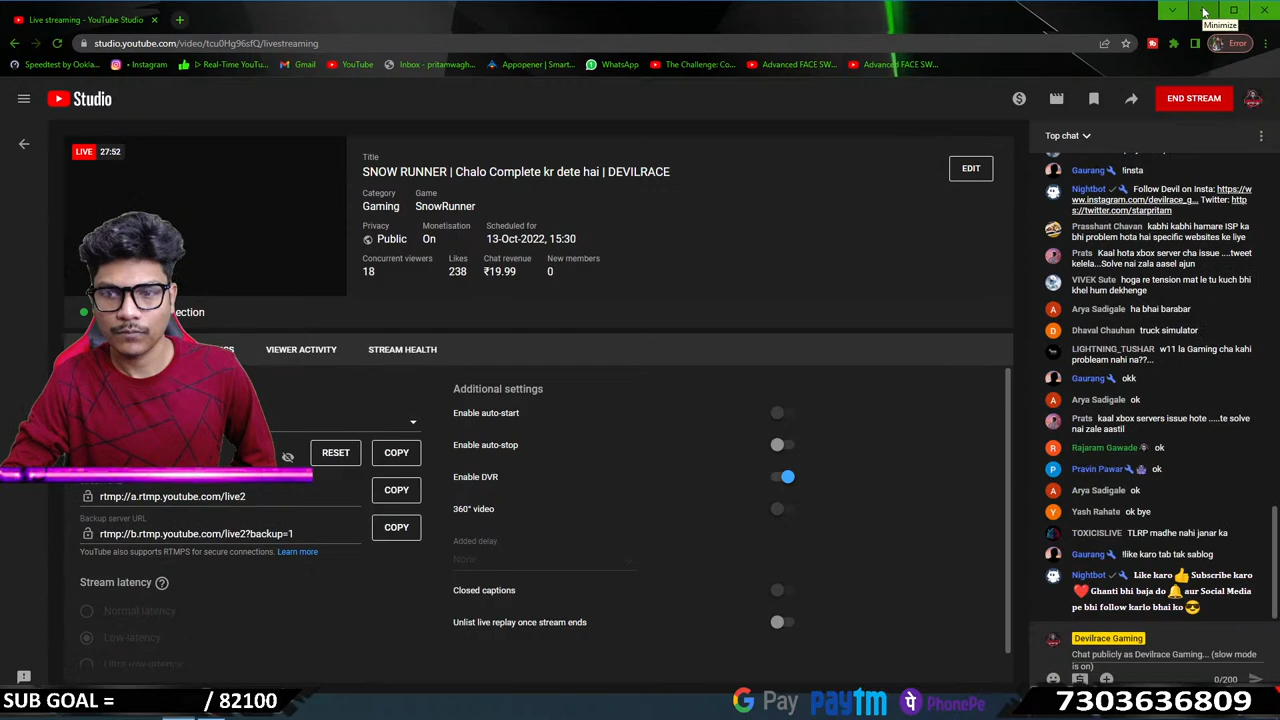 Live streaming - YouTube Studio
Minimize
studio.youtube.com/video/tcu0Hg96sfQ/livestreaming
Error
Speedtest by Ookla...
• Instagram
▷ Real-Time YouTu...
Gmail
YouTube
Inbox - pritamwagh...
Appopener | Smart...
WhatsApp
The Challenge: Co...
Advanced FACE SW...
Advanced FACE SW...
Studio
END STREAM
LIVE 27:52
Title
SNOW RUNNER | Chalo Complete kr dete hai | DEVILRACE
EDIT
Category
Game
Gaming
SnowRunner
Privacy
Monetisation
Scheduled for
Public
On
13-Oct-2022, 15:30
Concurrent viewers
Likes
Chat revenue
New members
18
238
₹19.99
0
VIEWER ACTIVITY
STREAM HEALTH
RESET
COPY
rtmp://a.rtmp.youtube.com/live2
COPY
Backup server URL
rtmp://b.rtmp.youtube.com/live2?backup=1
COPY
YouTube also supports RTMPS for secure connections. Learn more
Stream latency
Normal latency
Low-latency
Ultra low-latency
Additional settings
Enable auto-start
Enable auto-stop
Enable DVR
360° video
Added delay
None
Closed captions
Unlist live replay once stream ends
Top chat
Gaurang !insta
Nightbot Follow Devil on Insta: https://w
ww.instagram.com/devilrace_g... Twitter: http
s://twitter.com/starpritam
Prasshant Chavan kabhi kabhi hamare ISP ka
bhi problem hota hai specific websites ke liye
Prats Kaal hota xbox server cha issue ....tweet
kelela...Solve nai zala aasel ajun
VIVEK Sute hoga re tension mat le tu kuch bhi
khel hum dekhenge
Arya Sadigale ha bhai barabar
Dhaval Chauhan truck simulator
LIGHTNING_TUSHAR w11 la Gaming cha kahi
probleam nahi na??...
Gaurang okk
Arya Sadigale ok
Prats kaal xbox servers issue hote .....te solve
nai zale aastil
Rajaram Gawade ok
Pravin Pawar ok
Arya Sadigale ok
Yash Rahate ok bye
TOXICISLIVE TLRP madhe nahi janar ka
Gaurang !like karo tab tak sablog
Nightbot Like karo 👍 Subscribe karo
❤️ Ghanti bhi baja do 🔔 aur Social Media
pe bhi follow karlo bhai ko 😎
Devilrace Gaming
Chat publicly as Devilrace Gaming... (slow mode
is on)
0/200
SUB GOAL = / 82100
G Pay
paytm
PhonePe
7303636809